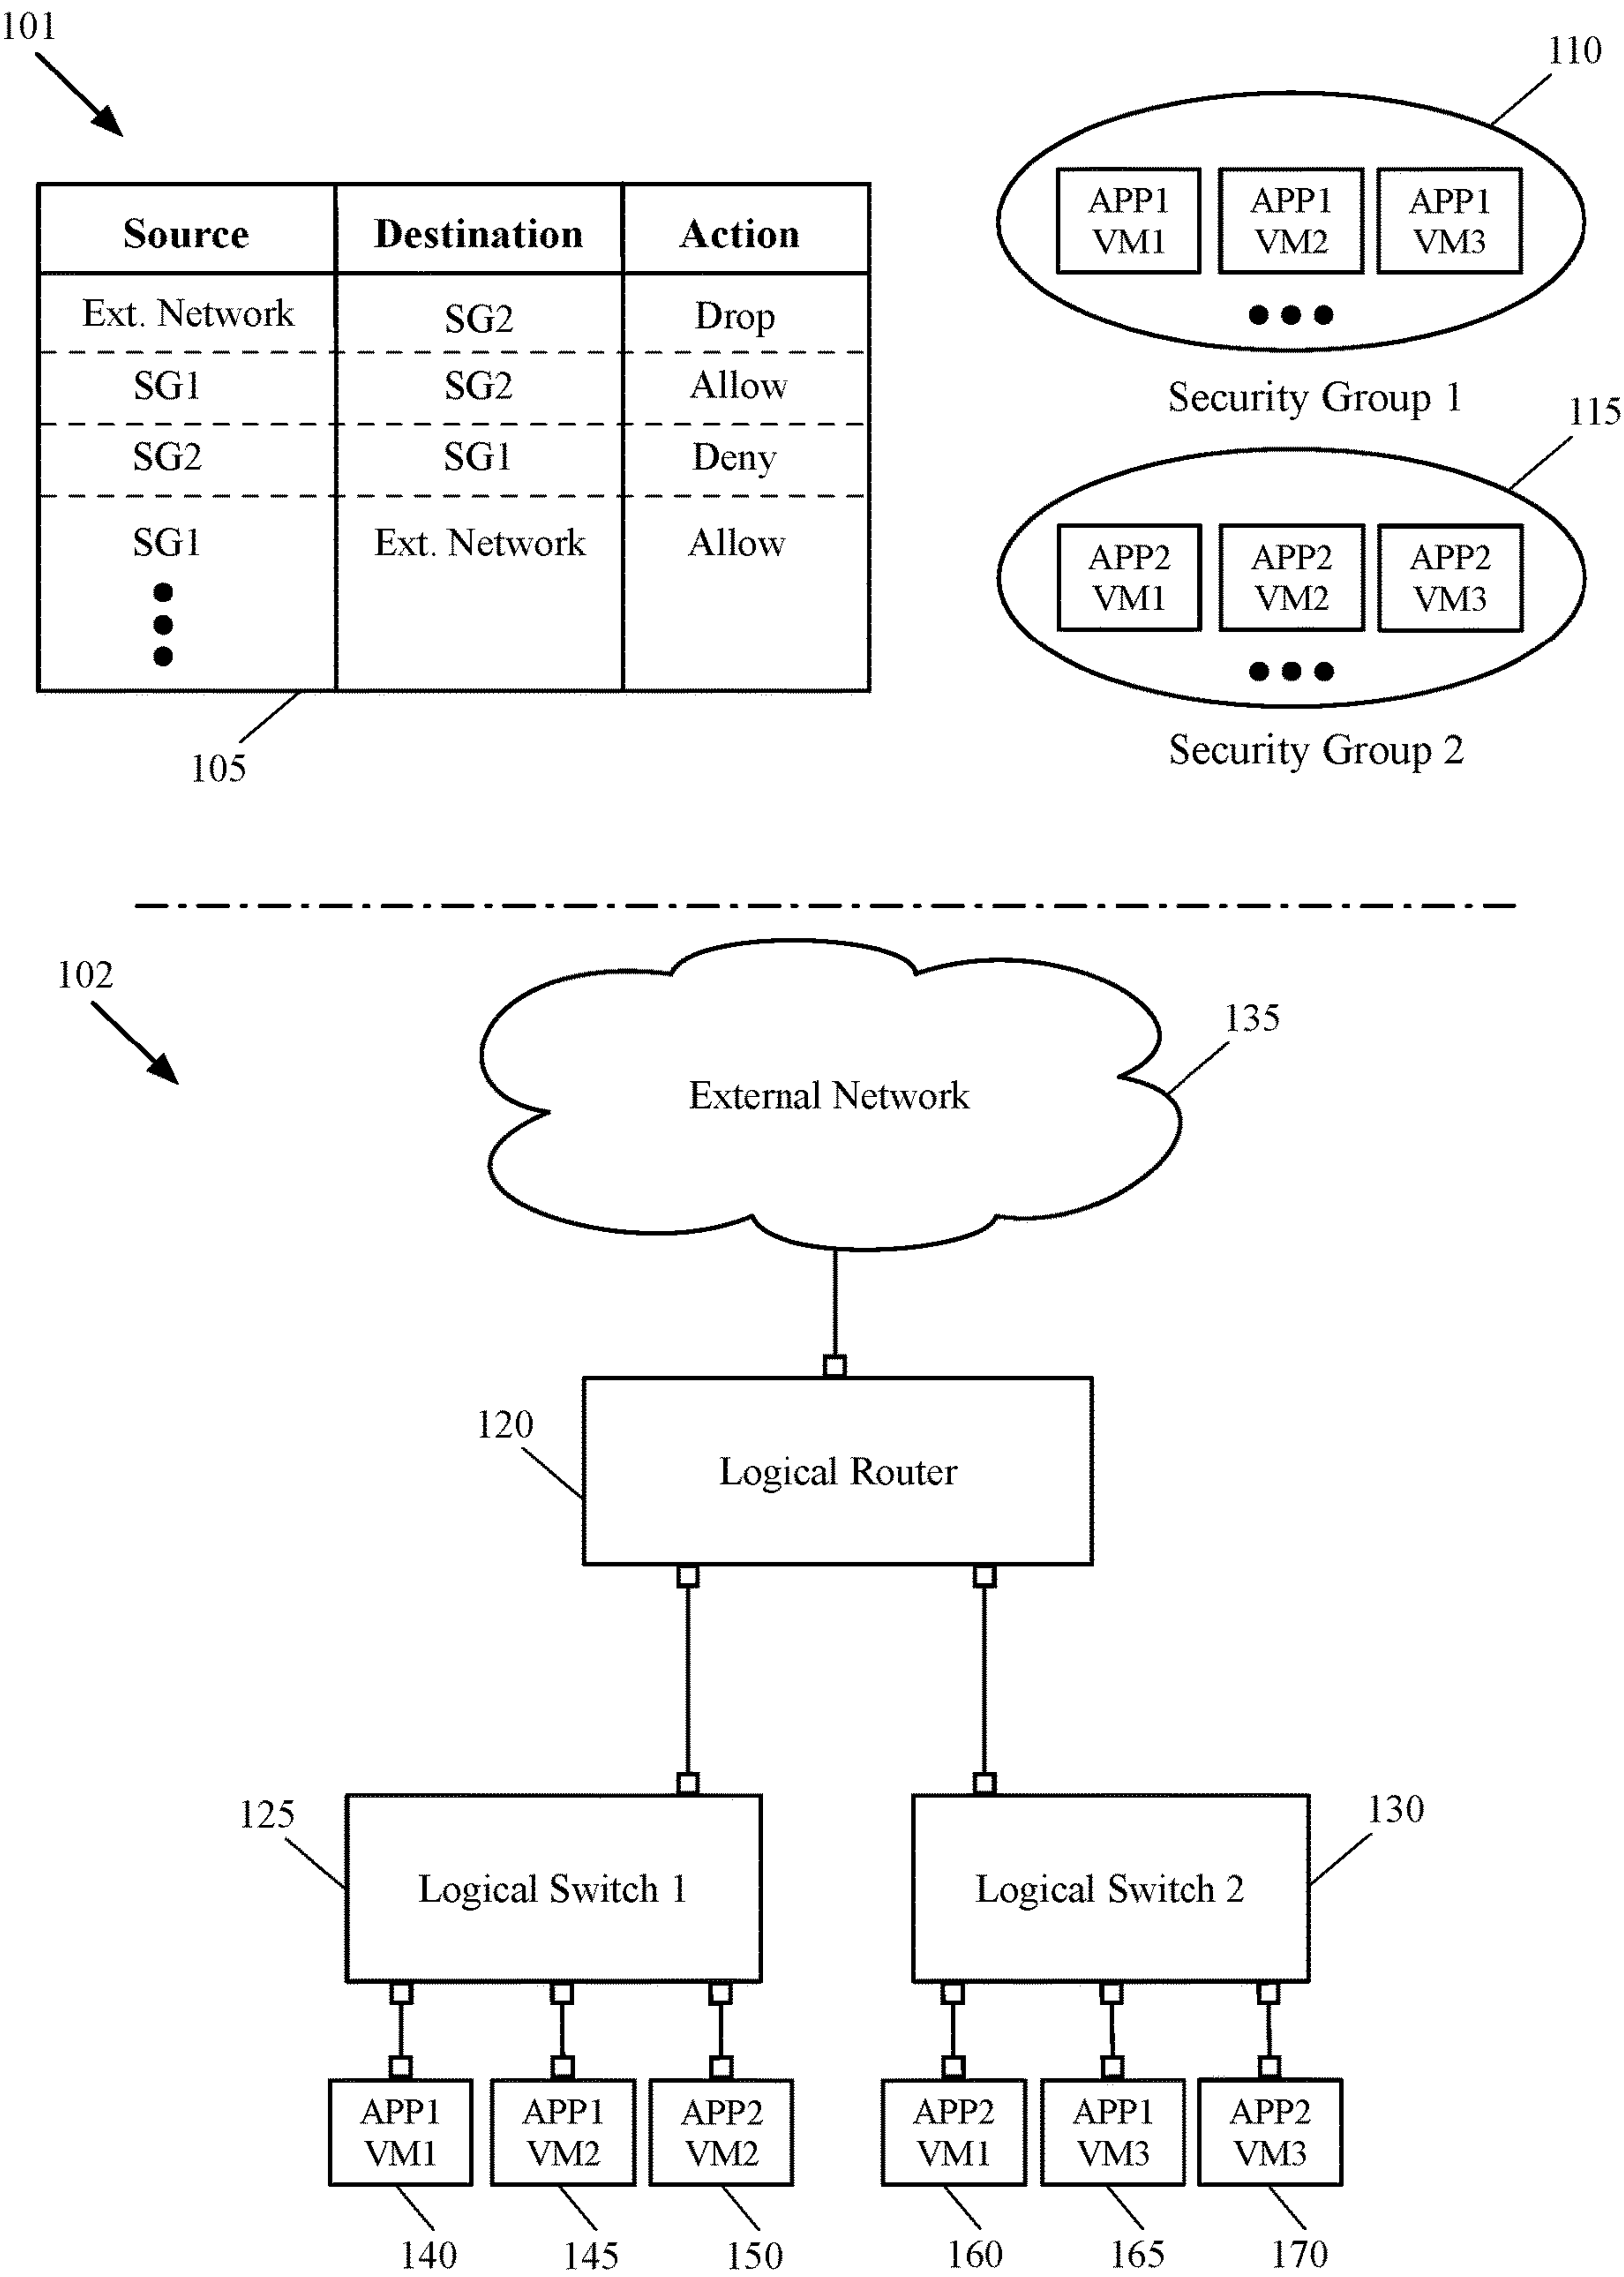 101
Source Destination Action
Ext. Network SG2 Drop
SG1 SG2 Allow
SG2 SG1 Deny
SG1 Ext. Network Allow
105
110
APP1 VM1
APP1 VM2
APP1 VM3
Security Group 1
115
APP2 VM1
APP2 VM2
APP2 VM3
Security Group 2
102
External Network
135
120
Logical Router
125
Logical Switch 1
130
Logical Switch 2
APP1 VM1
APP1 VM2
APP2 VM2
APP2 VM1
APP1 VM3
APP2 VM3
140
145
150
160
165
170